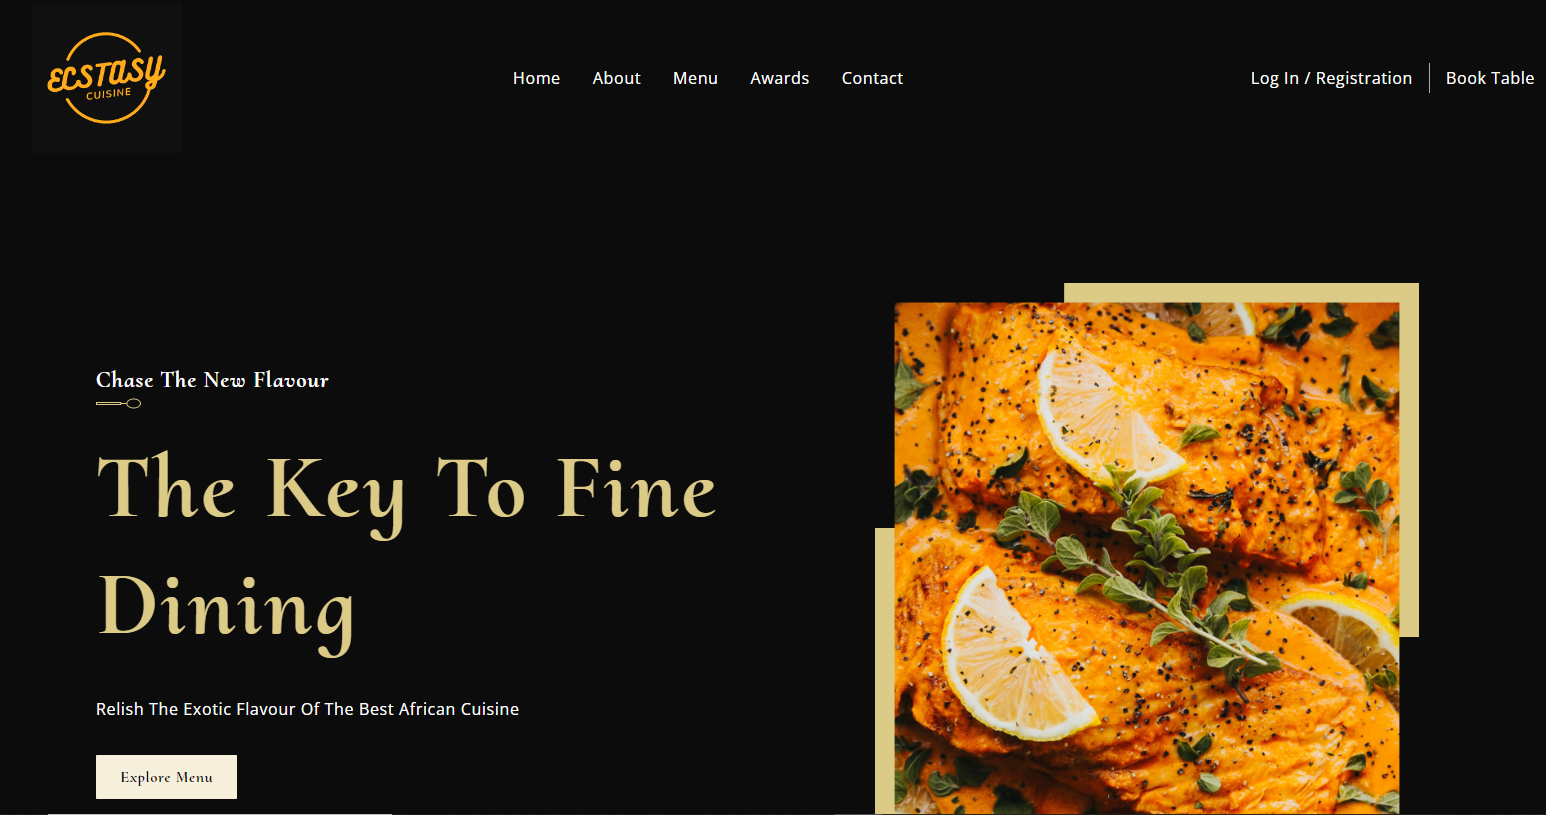 ECSTASY
CUISINE
Home About Menu Awards Contact
Log In / Registration Book Table
Chase The New Flavour
The Key To Fine
Dining
Relish The Exotic Flavour Of The Best African Cuisine
Explore Menu